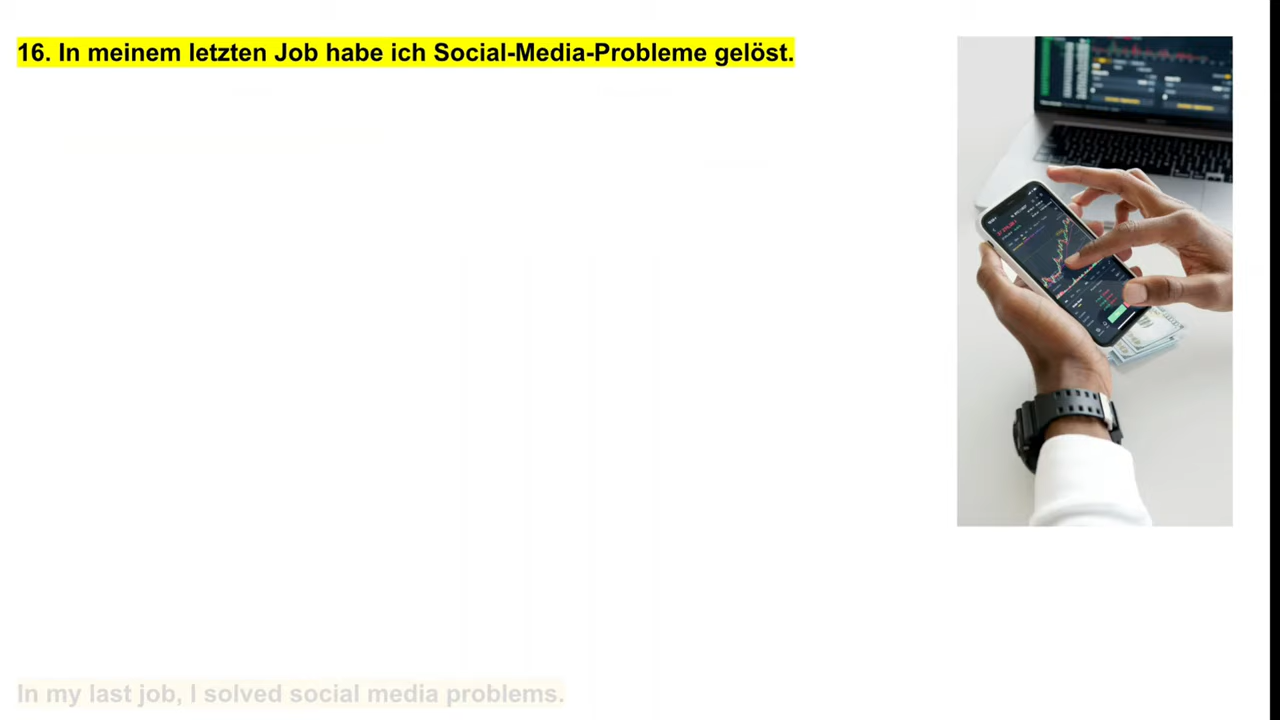 16. In meinem letzten Job habe ich Social-Media-Probleme gelöst.
In my last job, I solved social media problems.